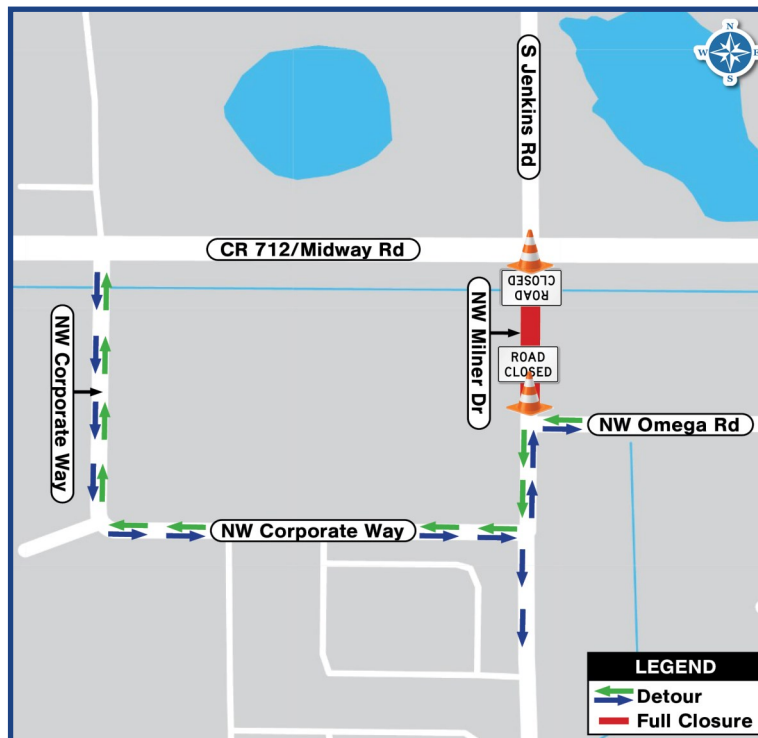 N
W E
S
S Jenkins Rd
CR 712/Midway Rd
ROAD
CLOSED
NW Milner Dr
ROAD
CLOSED
NW Corporate Way
NW Omega Rd
NW Corporate Way
LEGEND
Detour
Full Closure